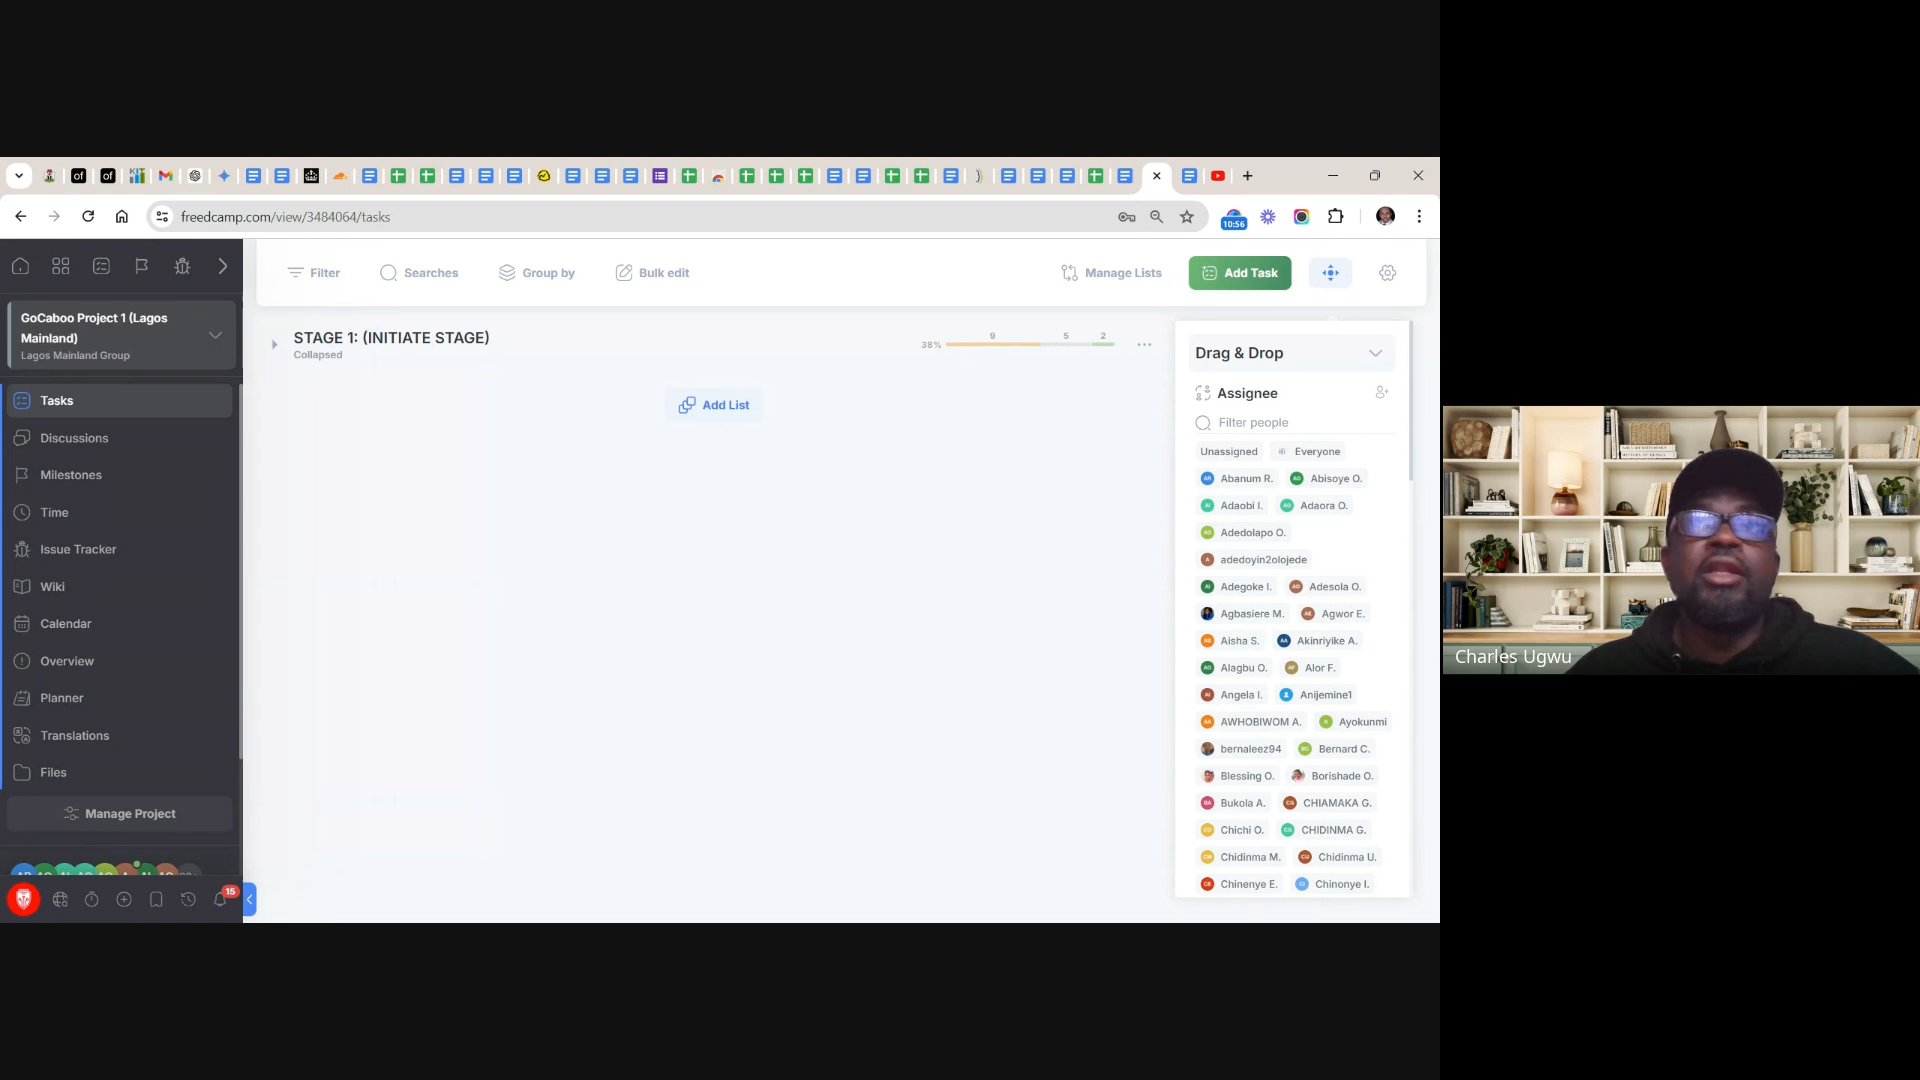 freedcamp.com/view/3484064/tasks
10:56
Filter
Searches
Group by
Bulk edit
Manage Lists
Add Task
GoCaboo Project 1 (Lagos
Mainland)
Lagos Mainland Group
Tasks
Discussions
Milestones
Time
Issue Tracker
Wiki
Calendar
Overview
Planner
Translations
Files
Manage Project
15
STAGE 1: (INITIATE STAGE)
Collapsed
38%
9
5
2
Add List
Drag & Drop
Assignee
Filter people
Unassigned
Everyone
Abanum R.
Abisoye O.
Adaobi I.
Adaora O.
Adedolapo O.
adedoyin2olojede
Adegoke I.
Adesola O.
Agbasiere M.
Agwor E.
Aisha S.
Akinriyike A.
Alagbu O.
Alor F.
Angela I.
Anijemine1
AWHOBIWOM A.
Ayokunmi
bernaleez94
Bernard C.
Blessing O.
Borishade O.
Bukola A.
CHIAMAKA G.
Chichi O.
CHIDINMA G.
Chidinma M.
Chidinma U.
Chinenye E.
Chinonye I.
Charles Ugwu